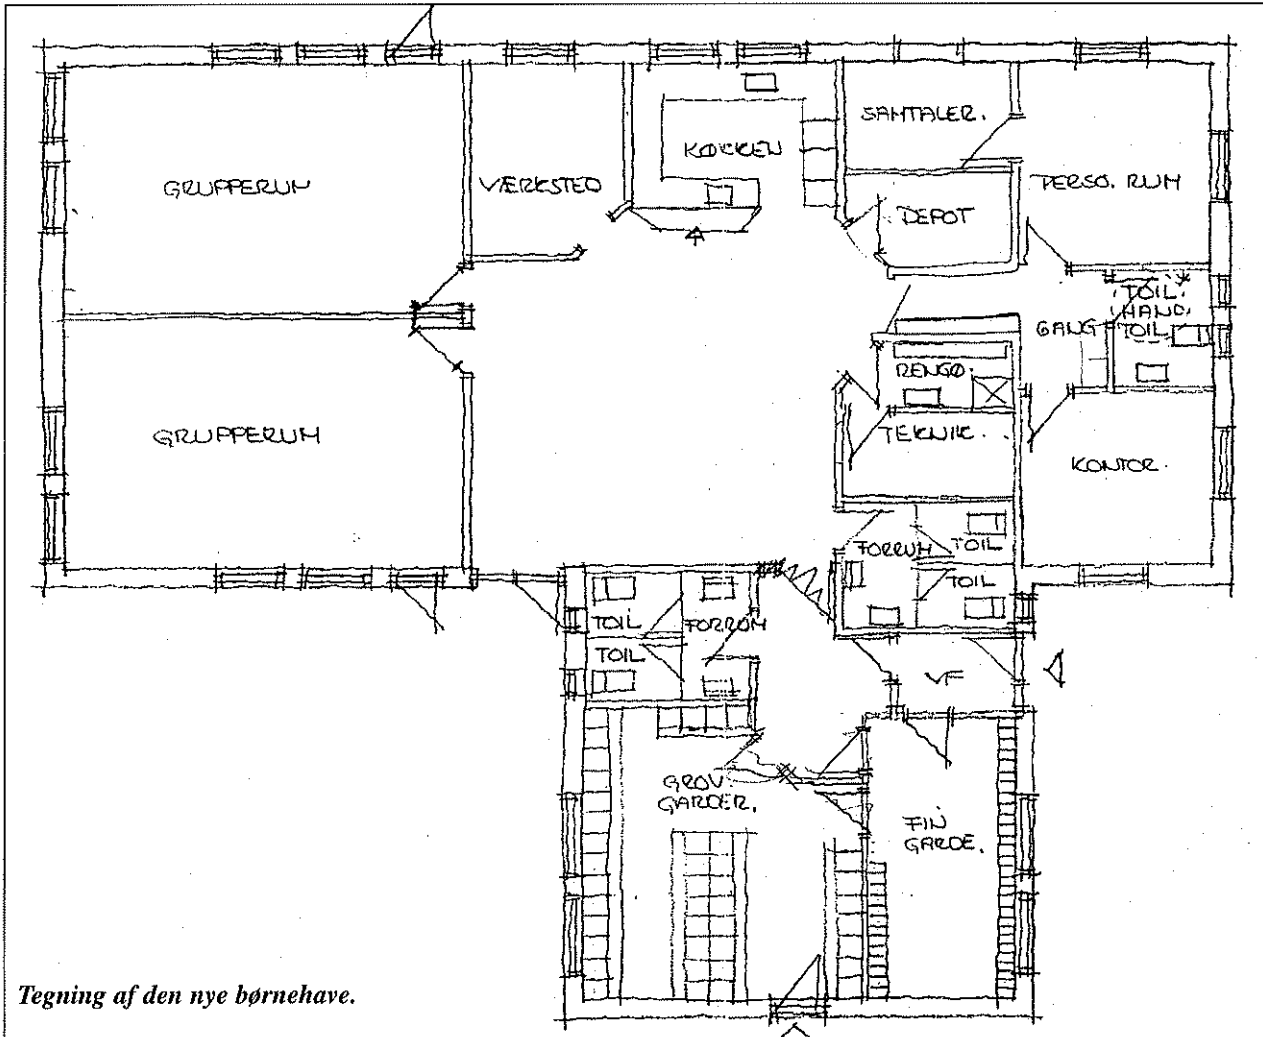 SAMTALER.
KØKKEN
GRUPPERUM
VÆRKSTED
PERSO. RUM
DEPOT
TOIL.
HAND.
TOIL
GANG
RENGØ.
TEKNIK.
GRUPPERUM
KONTOR.
FORRUM
TOIL
TOIL
TOIL
FORRUM
TOIL
VF
GROV.
GARDER.
FIN
GARDE.
Tegning af den nye børnehave.